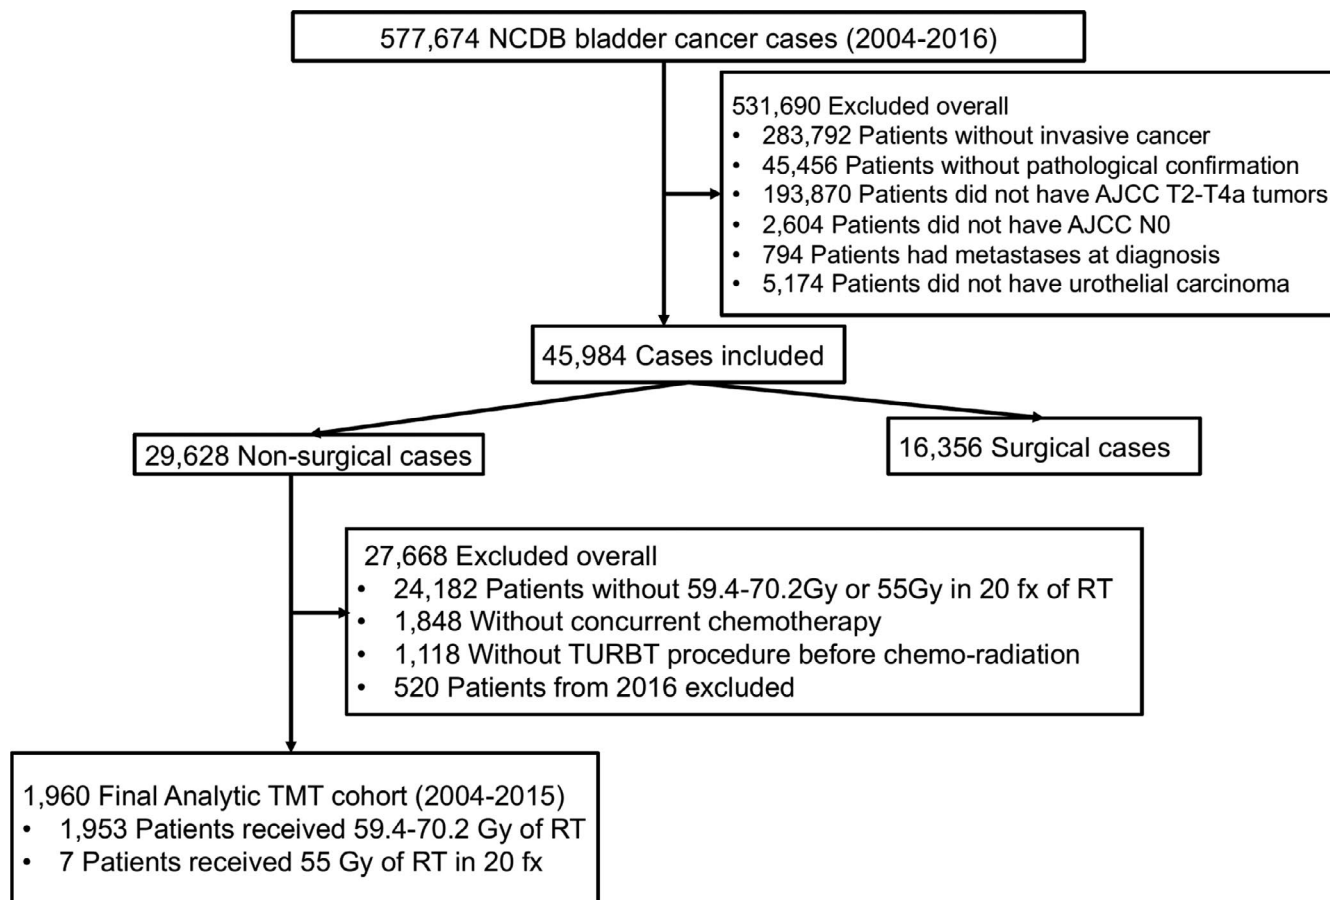 577,674 NCDB bladder cancer cases (2004-2016)
531,690 Excluded overall
• 283,792 Patients without invasive cancer
• 45,456 Patients without pathological confirmation
• 193,870 Patients did not have AJCC T2-T4a tumors
• 2,604 Patients did not have AJCC N0
• 794 Patients had metastases at diagnosis
• 5,174 Patients did not have urothelial carcinoma
45,984 Cases included
29,628 Non-surgical cases
16,356 Surgical cases
27,668 Excluded overall
• 24,182 Patients without 59.4-70.2Gy or 55Gy in 20 fx of RT
• 1,848 Without concurrent chemotherapy
• 1,118 Without TURBT procedure before chemo-radiation
• 520 Patients from 2016 excluded
1,960 Final Analytic TMT cohort (2004-2015)
• 1,953 Patients received 59.4-70.2 Gy of RT
• 7 Patients received 55 Gy of RT in 20 fx